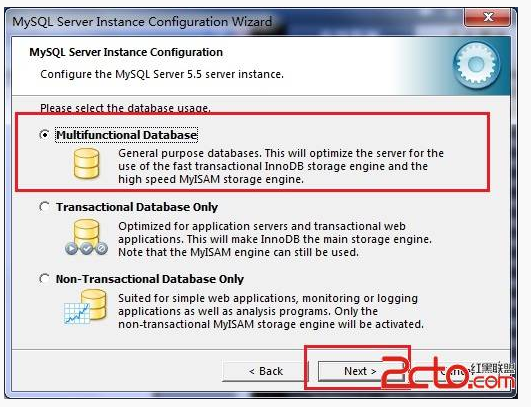 MySQL Server Instance Configuration Wizard
MySQL Server Instance Configuration
Configure the MySQL Server 5.5 server instance.
Please select the database usage.
Multifunctional Database
General purpose databases. This will optimize the server for the
use of the fast transactional InnoDB storage engine and the
high speed MyISAM storage engine.
Transactional Database Only
Optimized for application servers and transactional web
applications. This will make InnoDB the main storage engine.
Note that the MyISAM engine can still be used.
Non-Transactional Database Only
Suited for simple web applications, monitoring or logging
applications as well as analysis programs. Only the
non-transactional MyISAM storage engine will be activated.
< Back
Next >
2cto.com
红黑联盟